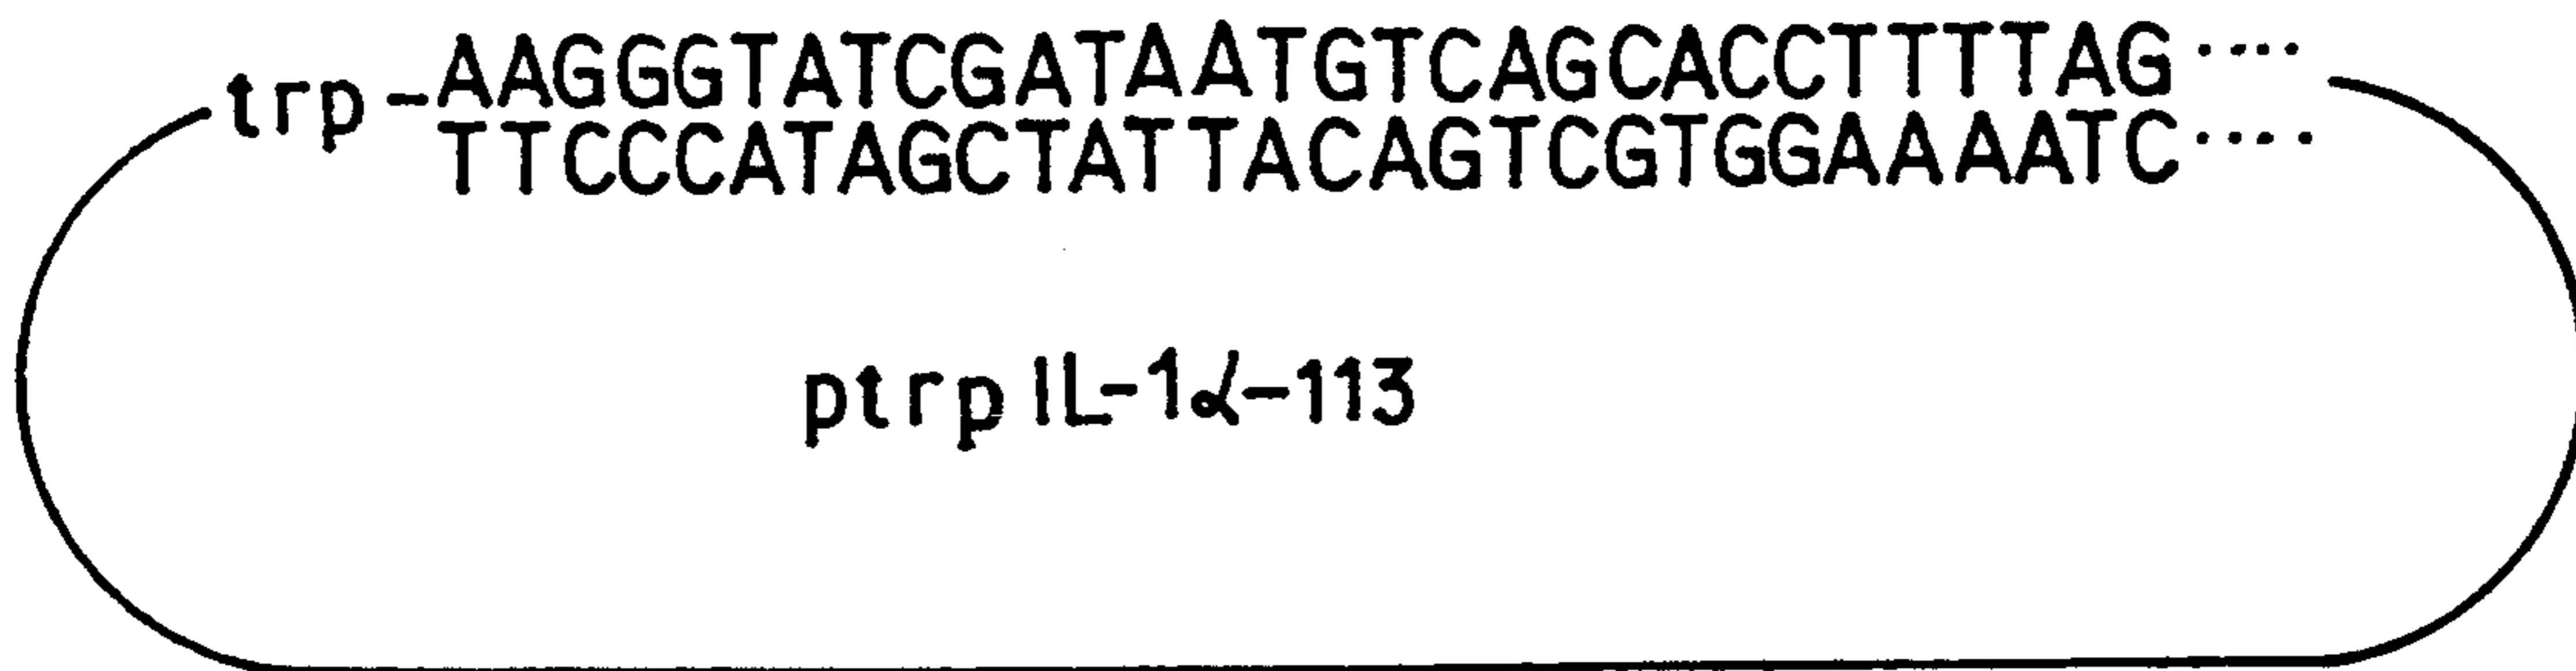 trp-AAGGGTATCGATAATGTCAGCACCTTTTAG····
TTCCCATAGCTATTACAGTCGTGGAAAATC····
ptrp IL-1α-113